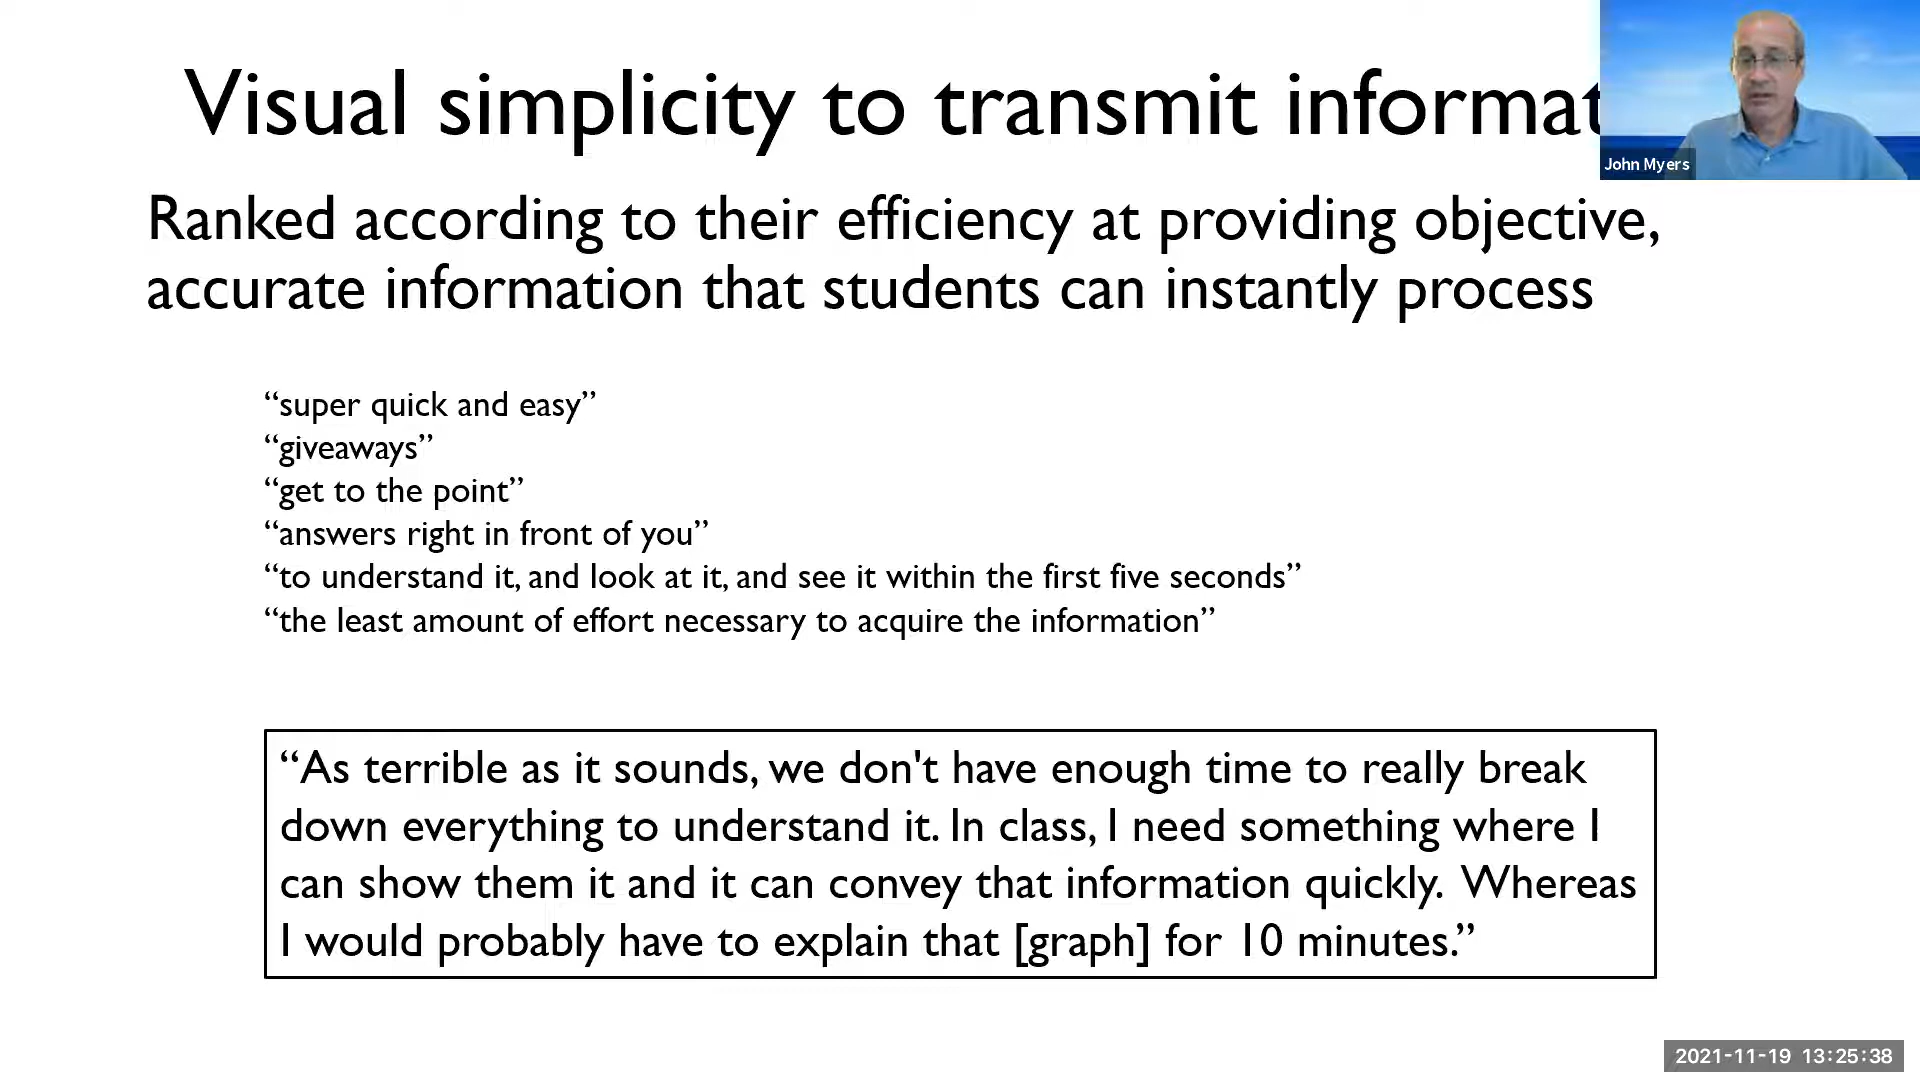 Visual simplicity to transmit informat
John Myers
Ranked according to their efficiency at providing objective,
accurate information that students can instantly process
“super quick and easy”
“giveaways”
“get to the point”
“answers right in front of you”
“to understand it, and look at it, and see it within the first five seconds”
“the least amount of effort necessary to acquire the information”
“As terrible as it sounds, we don't have enough time to really break
down everything to understand it. In class, I need something where I
can show them it and it can convey that information quickly.  Whereas
I would probably have to explain that [graph] for 10 minutes.”
2021-11-19 13:25:38